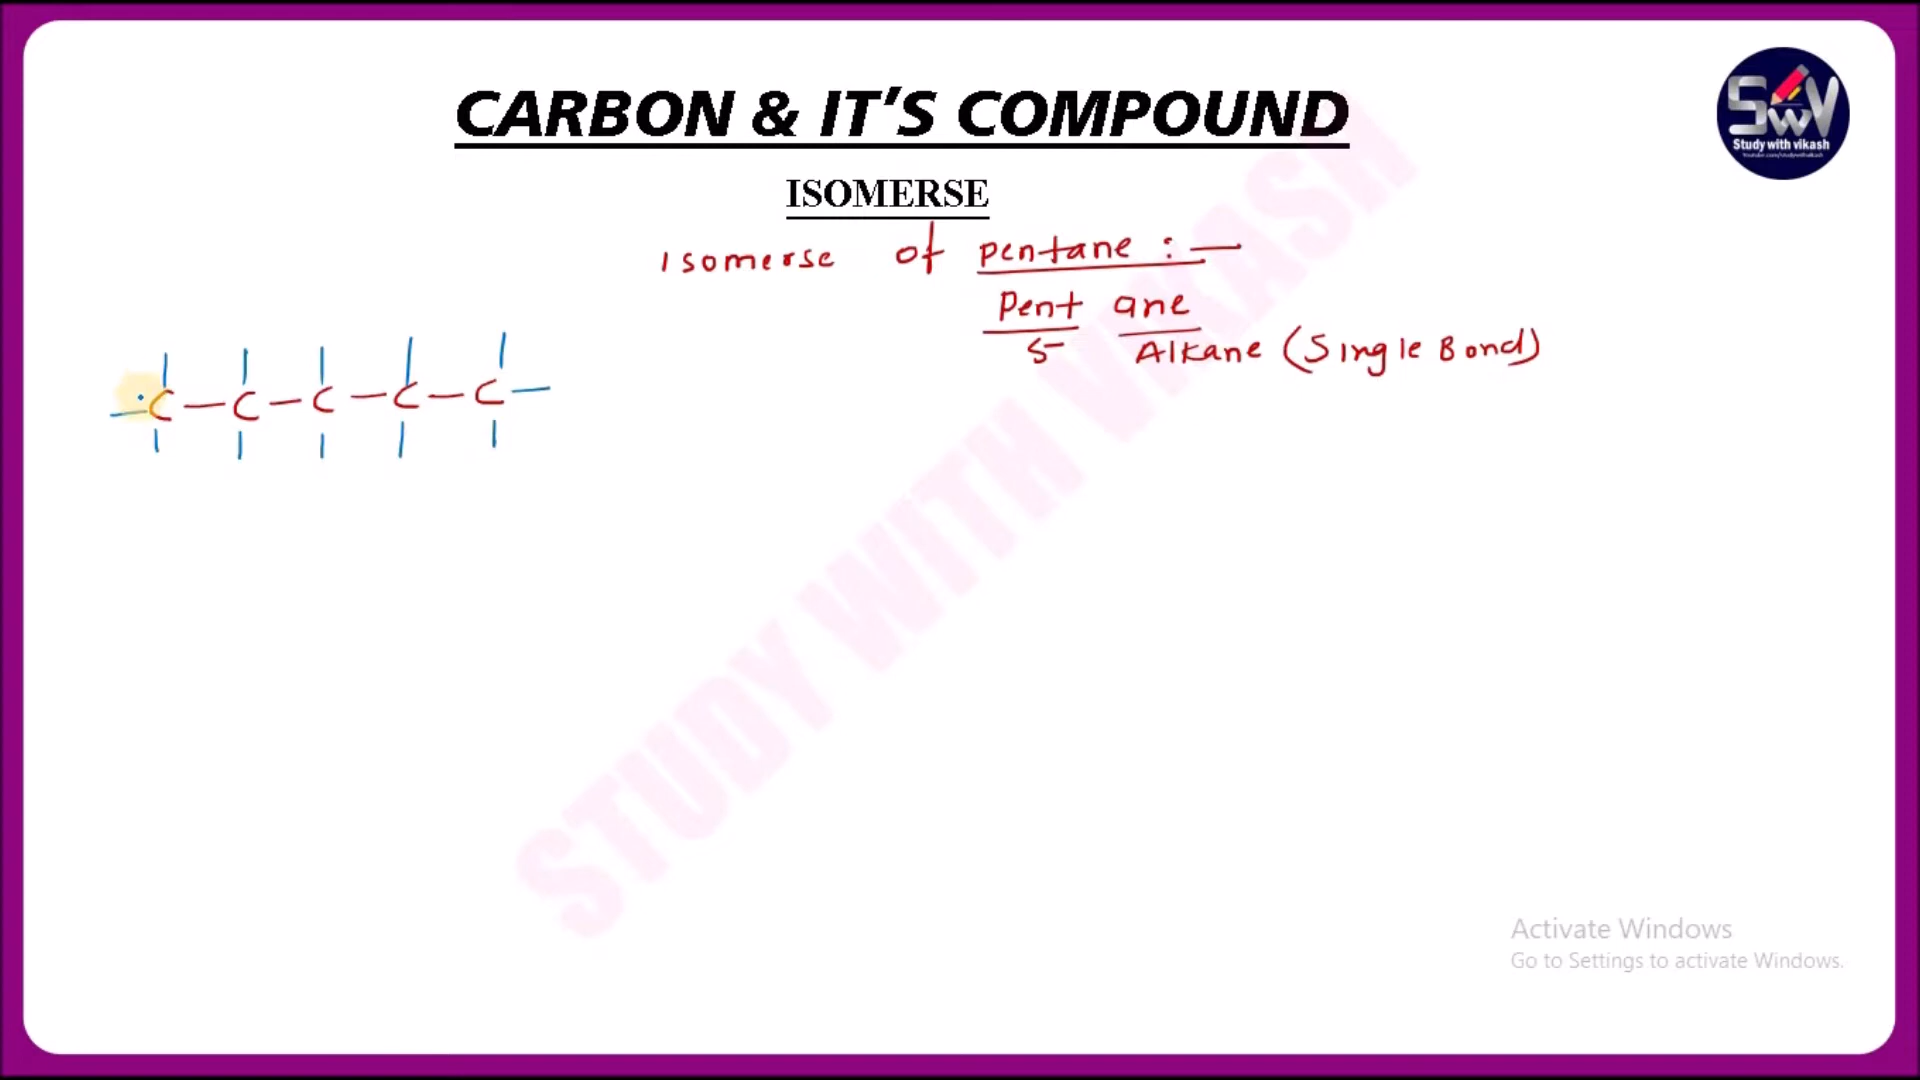 CARBON & IT'S COMPOUND
SWV
Study with vikash
ISOMERSE
Isomerse of pentane : —
Pent ane
5 Alkane (Single Bond)
C — C — C — C — C
STUDY WITH VIKASH
Activate Windows
Go to Settings to activate Windows.